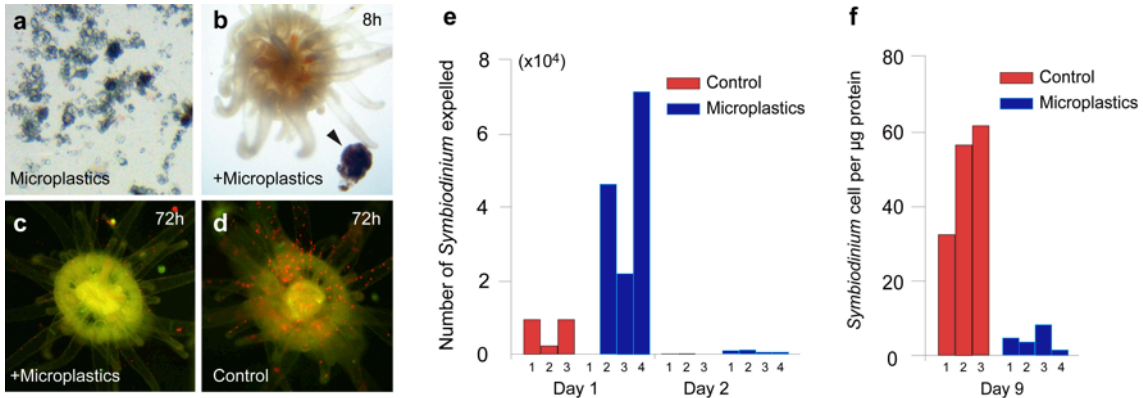 a
Microplastics
b
8h
+Microplastics
c
72h
+Microplastics
d
72h
Control
e
Number of Symbiodinium expelled
(x10⁴)
8
6
4
2
0
Control
Microplastics
1 2 3 1 2 3 4 1 2 3 1 2 3 4
Day 1 Day 2
f
Symbiodinium cell per µg protein
80
60
40
20
0
Control
Microplastics
1 2 3 1 2 3 4
Day 9